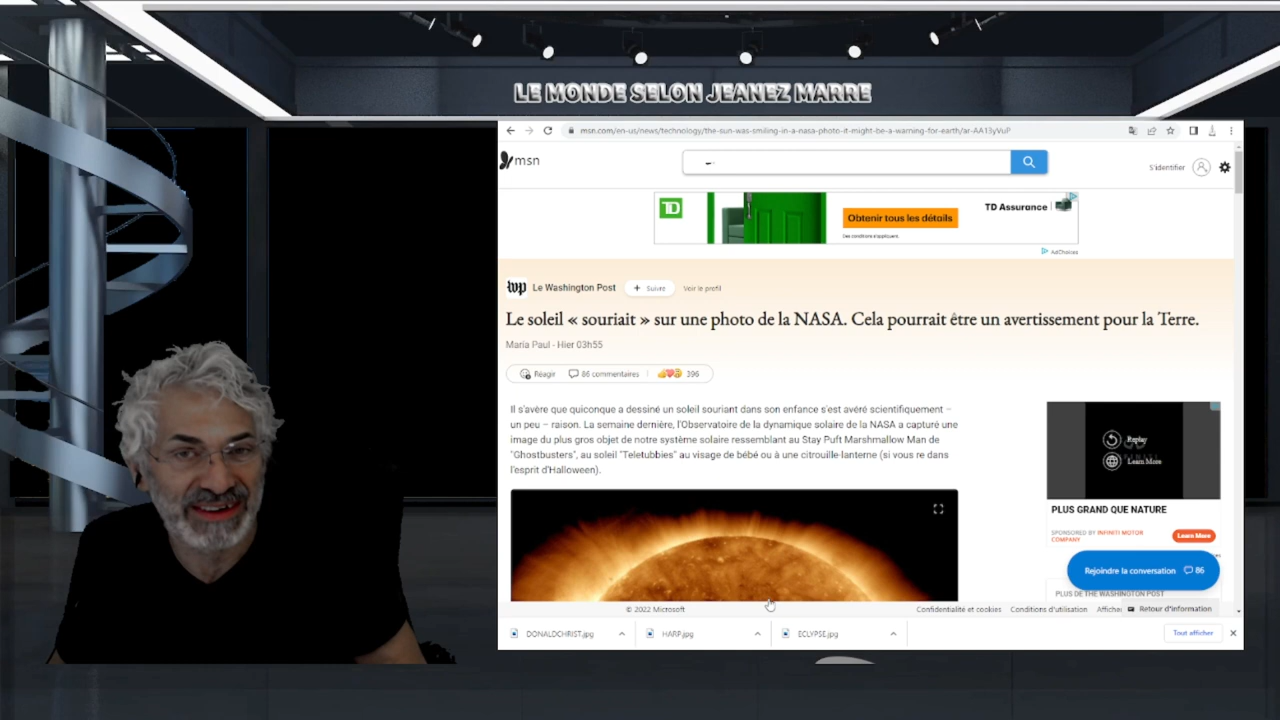 LE MONDE SELON JEANEZ MARRE
msn.com/en-us/news/technology/the-sun-was-smiling-in-a-nasa-photo-it-might-be-a-warning-for-earth/ar-AA13yVuP
msn
S'identifier
TD
Obtenir tous les détails
TD Assurance
Des conditions s'appliquent.
AdChoices
wp Le Washington Post
+ Suivre
Voir le profil
Le soleil « souriait » sur une photo de la NASA. Cela pourrait être un avertissement pour la Terre.
María Paul - Hier 03h55
Réagir
86 commentaires
396
Il s'avère que quiconque a dessiné un soleil souriant dans son enfance s'est avéré scientifiquement –
un peu – raison. La semaine dernière, l'Observatoire de la dynamique solaire de la NASA a capturé une
image du plus gros objet de notre système solaire ressemblant au Stay Puft Marshmallow Man de
"Ghostbusters", au soleil "Teletubbies" au visage de bébé ou à une citrouille-lanterne (si vous re dans
l'esprit d'Halloween).
Replay
Learn More
PLUS GRAND QUE NATURE
SPONSORED BY INFINITI MOTOR
COMPANY
Learn More
Rejoindre la conversation 86
PLUS DE THE WASHINGTON POST
© 2022 Microsoft
Confidentialité et cookies
Conditions d'utilisation
Affiche
Retour d'information
DONALDCHRIST.jpg
HARP.jpg
ECLYPSE.jpg
Tout afficher